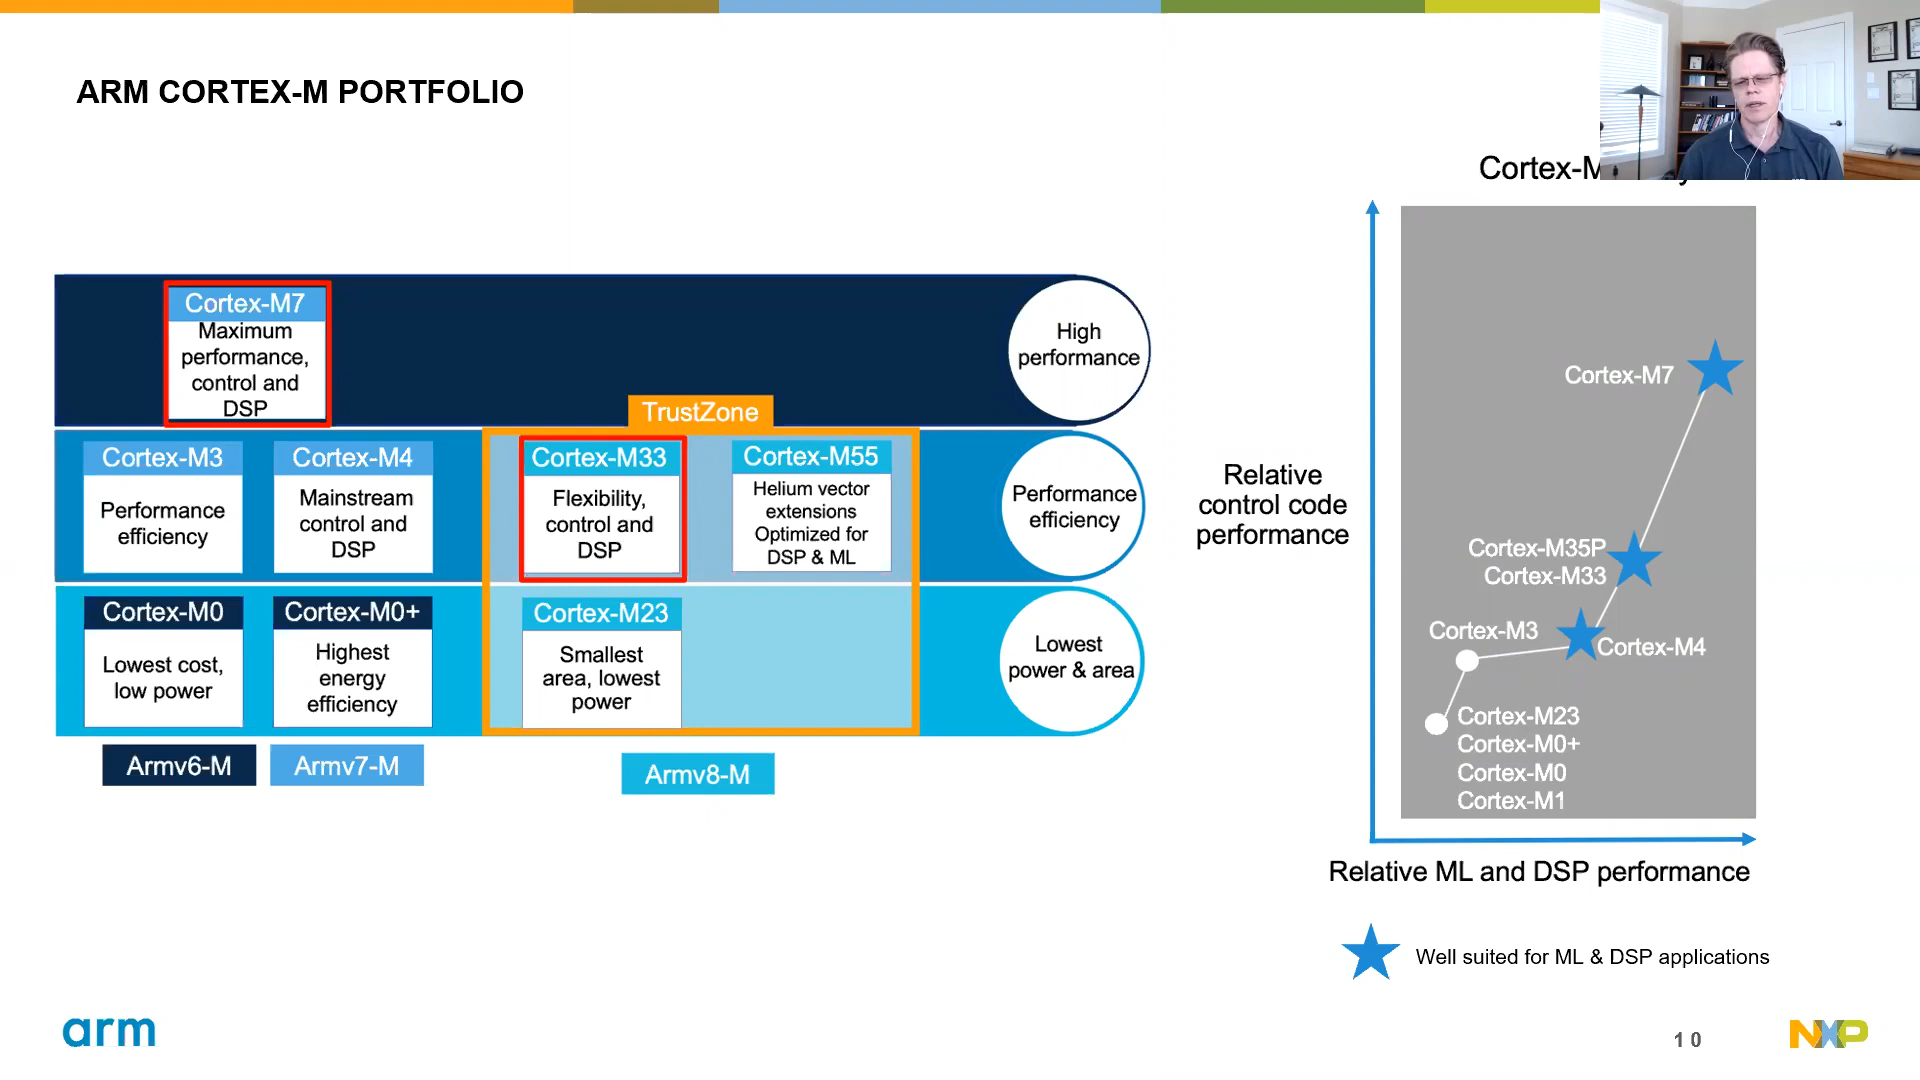 ARM CORTEX-M PORTFOLIO
Cortex-M7
Maximum
performance,
control and
DSP
High
performance
TrustZone
Cortex-M3
Performance
efficiency
Cortex-M4
Mainstream
control and
DSP
Cortex-M33
Flexibility,
control and
DSP
Cortex-M55
Helium vector
extensions
Optimized for
DSP & ML
Performance
efficiency
Cortex-M0
Lowest cost,
low power
Cortex-M0+
Highest
energy
efficiency
Cortex-M23
Smallest
area, lowest
power
Lowest
power & area
Armv6-M
Armv7-M
Armv8-M
Cortex-M
Relative
control code
performance
Cortex-M7
Cortex-M35P
Cortex-M33
Cortex-M3
Cortex-M4
Cortex-M23
Cortex-M0+
Cortex-M0
Cortex-M1
Relative ML and DSP performance
Well suited for ML & DSP applications
arm
10
NXP